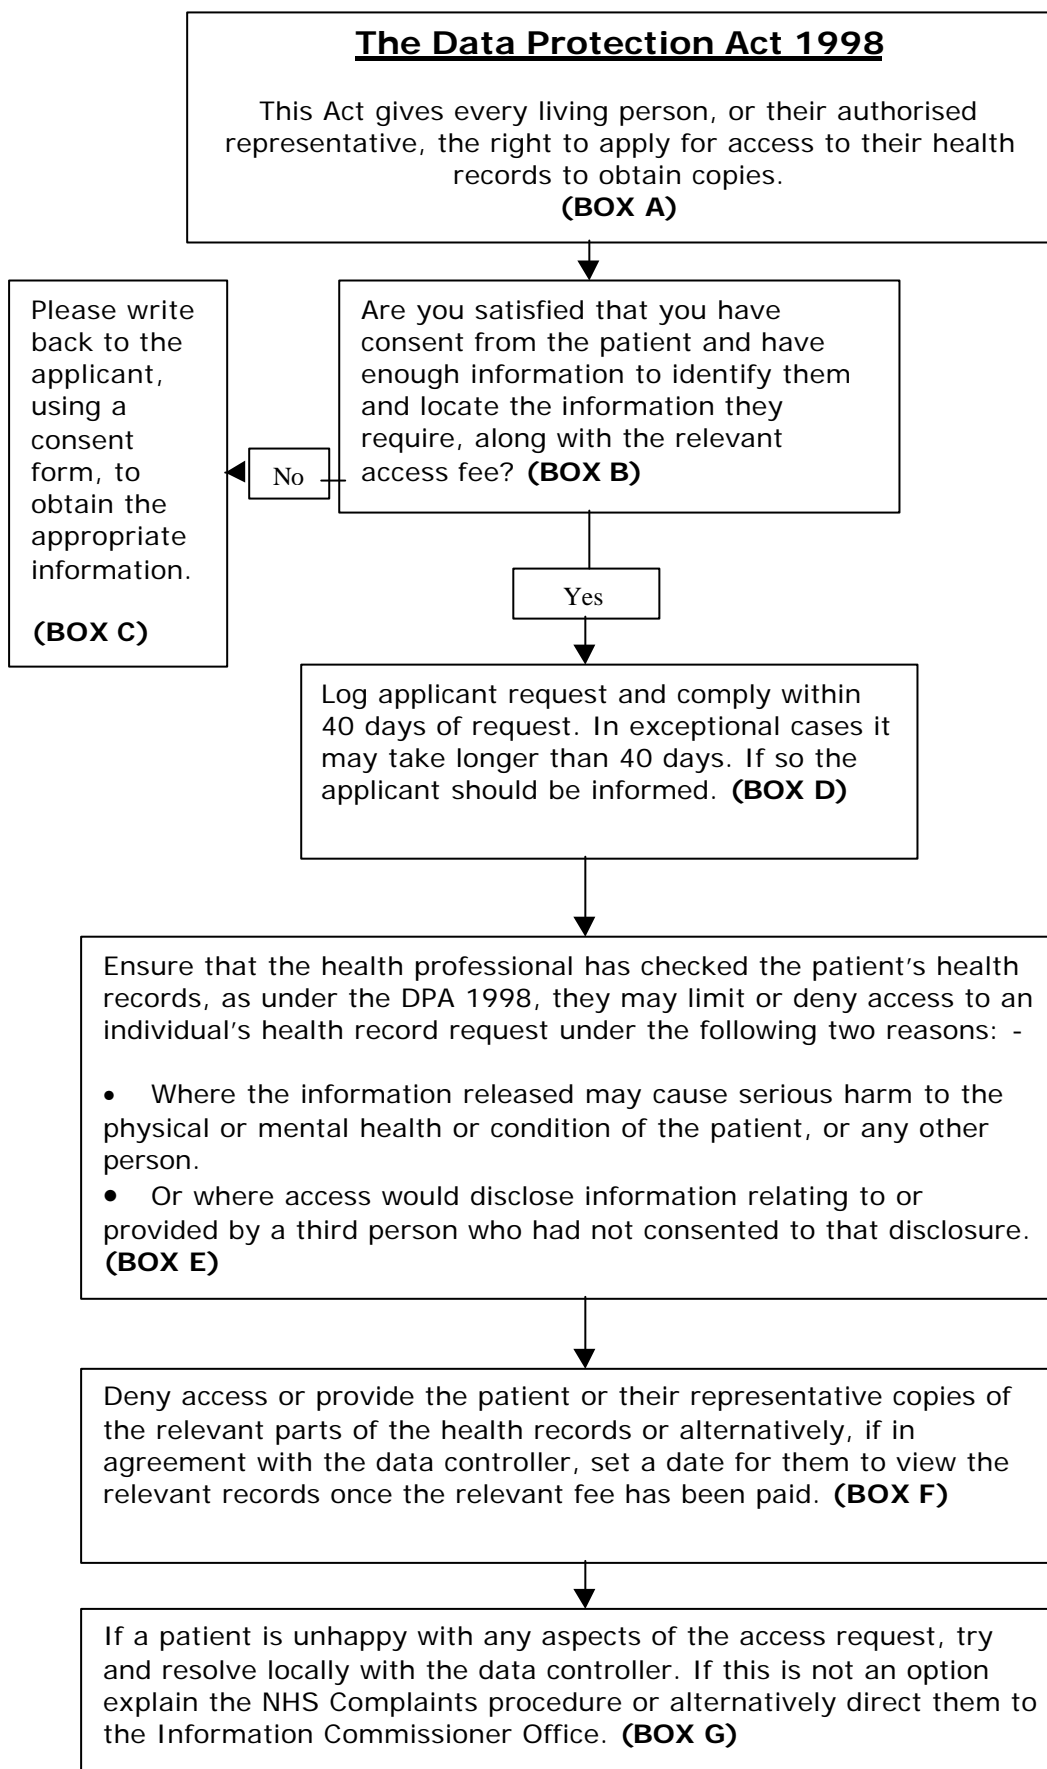 The Data Protection Act 1998
This Act gives every living person, or their authorised
representative, the right to apply for access to their health
records to obtain copies.
(BOX A)
Please write
back to the
applicant,
using a
consent
form, to
obtain the
appropriate
information.
(BOX C)
No
Are you satisfied that you have
consent from the patient and have
enough information to identify them
and locate the information they
require, along with the relevant
access fee? (BOX B)
Yes
Log applicant request and comply within
40 days of request. In exceptional cases it
may take longer than 40 days. If so the
applicant should be informed. (BOX D)
Ensure that the health professional has checked the patient's health
records, as under the DPA 1998, they may limit or deny access to an
individual's health record request under the following two reasons: -
• Where the information released may cause serious harm to the
physical or mental health or condition of the patient, or any other
person.
• Or where access would disclose information relating to or
provided by a third person who had not consented to that disclosure.
(BOX E)
Deny access or provide the patient or their representative copies of
the relevant parts of the health records or alternatively, if in
agreement with the data controller, set a date for them to view the
relevant records once the relevant fee has been paid. (BOX F)
If a patient is unhappy with any aspects of the access request, try
and resolve locally with the data controller. If this is not an option
explain the NHS Complaints procedure or alternatively direct them to
the Information Commissioner Office. (BOX G)